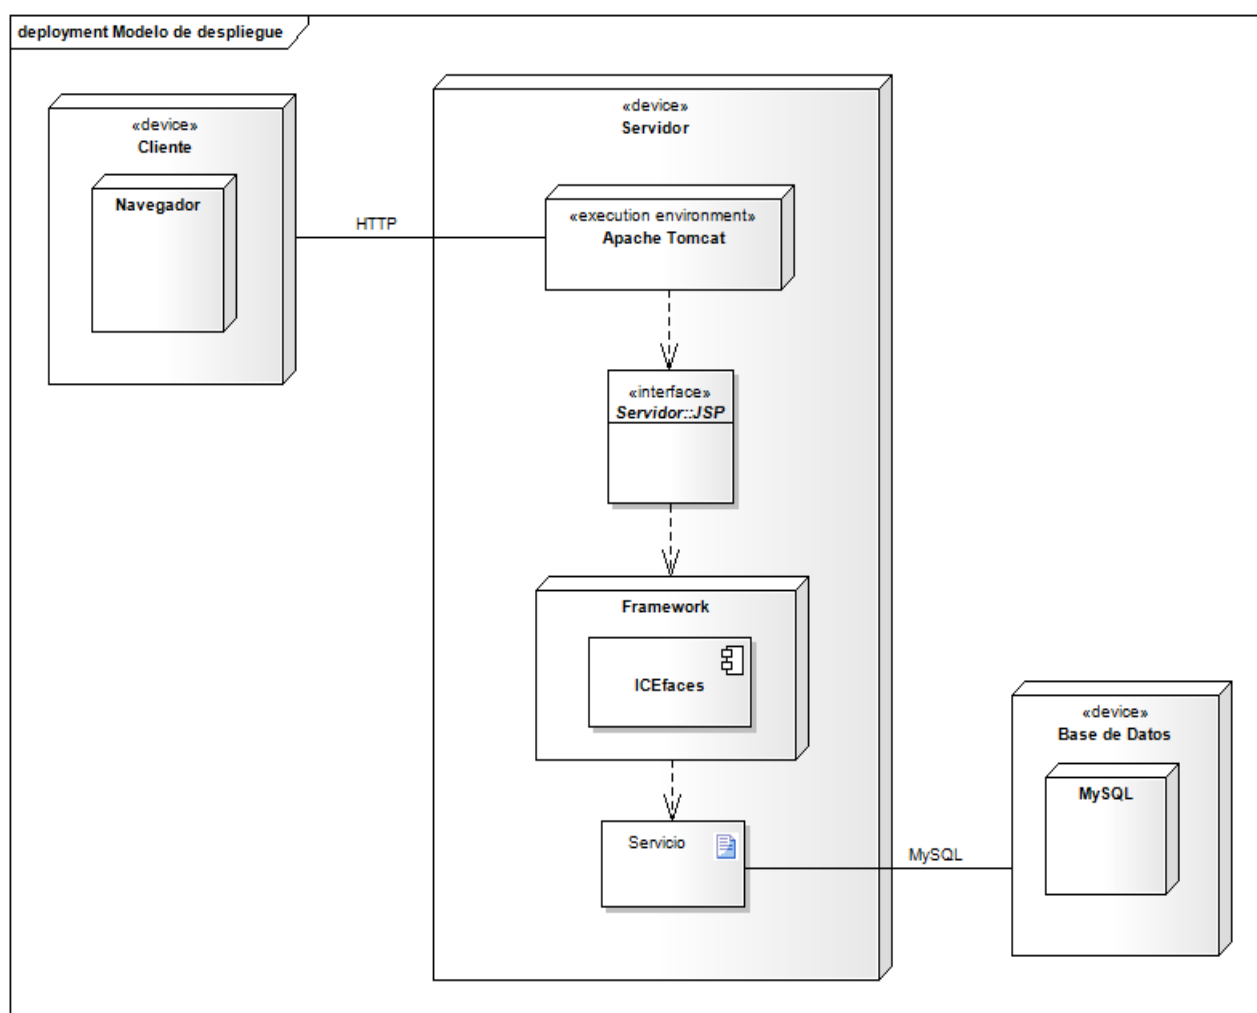 deployment Modelo de despliegue
«device»
Cliente
Navegador
HTTP
«device»
Servidor
«execution environment»
Apache Tomcat
«interface»
Servidor::JSP
Framework
ICEfaces
Servicio
MySQL
«device»
Base de Datos
MySQL